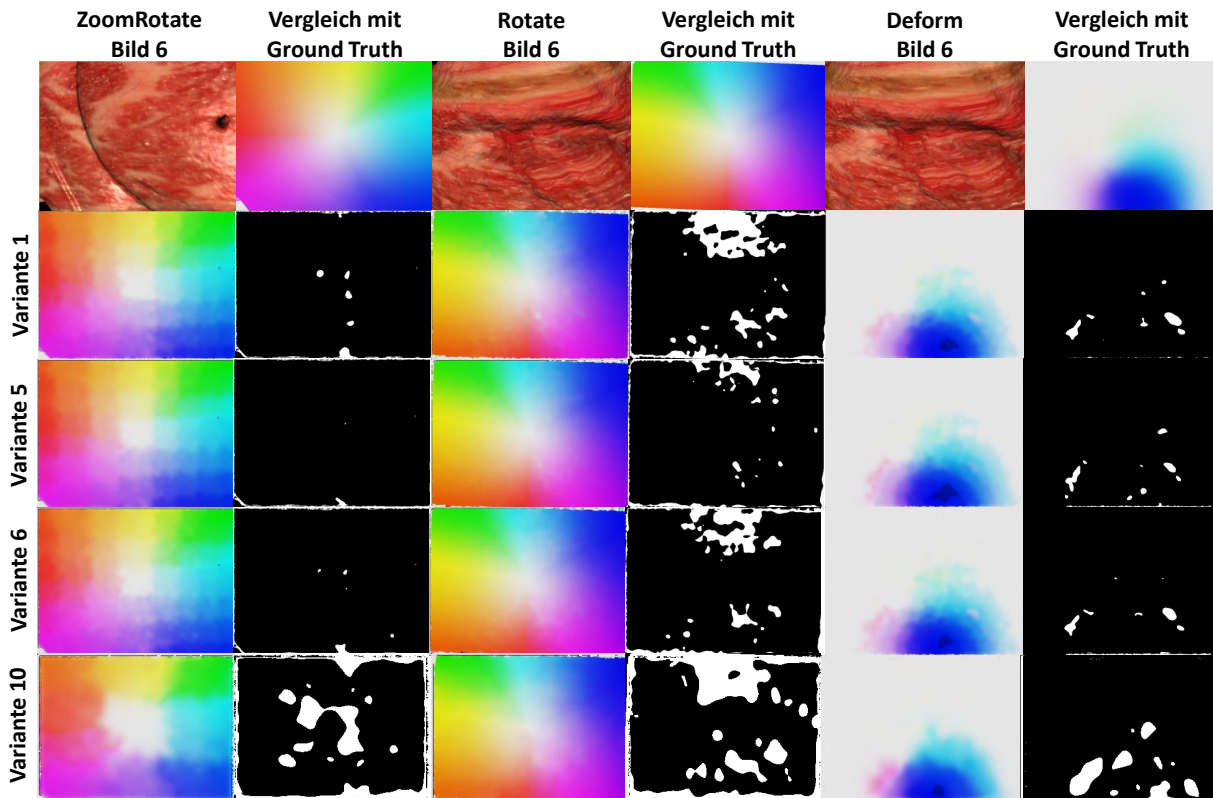 ZoomRotate
Bild 6
Vergleich mit
Ground Truth
Rotate
Bild 6
Vergleich mit
Ground Truth
Deform
Bild 6
Vergleich mit
Ground Truth
Variante 1
Variante 5
Variante 6
Variante 10